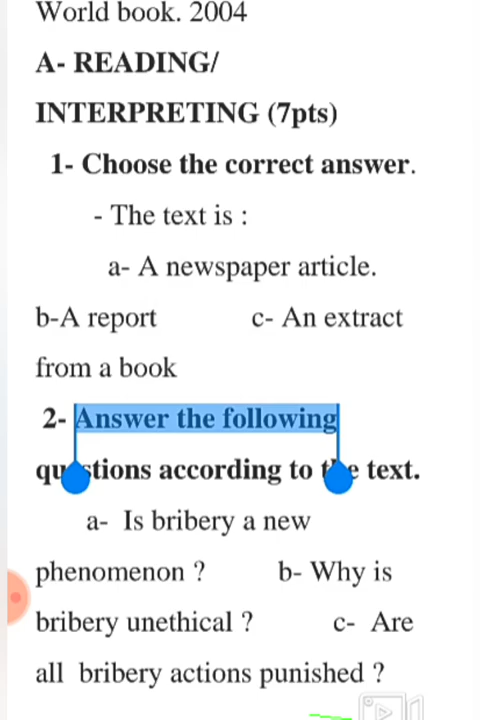 World book. 2004
A- READING/
INTERPRETING (7pts)
1- Choose the correct answer.
- The text is :
a- A newspaper article.
b-A report c- An extract
from a book
2- Answer the following
questions according to the text.
a- Is bribery a new
phenomenon ? b- Why is
bribery unethical ? c- Are
all bribery actions punished ?